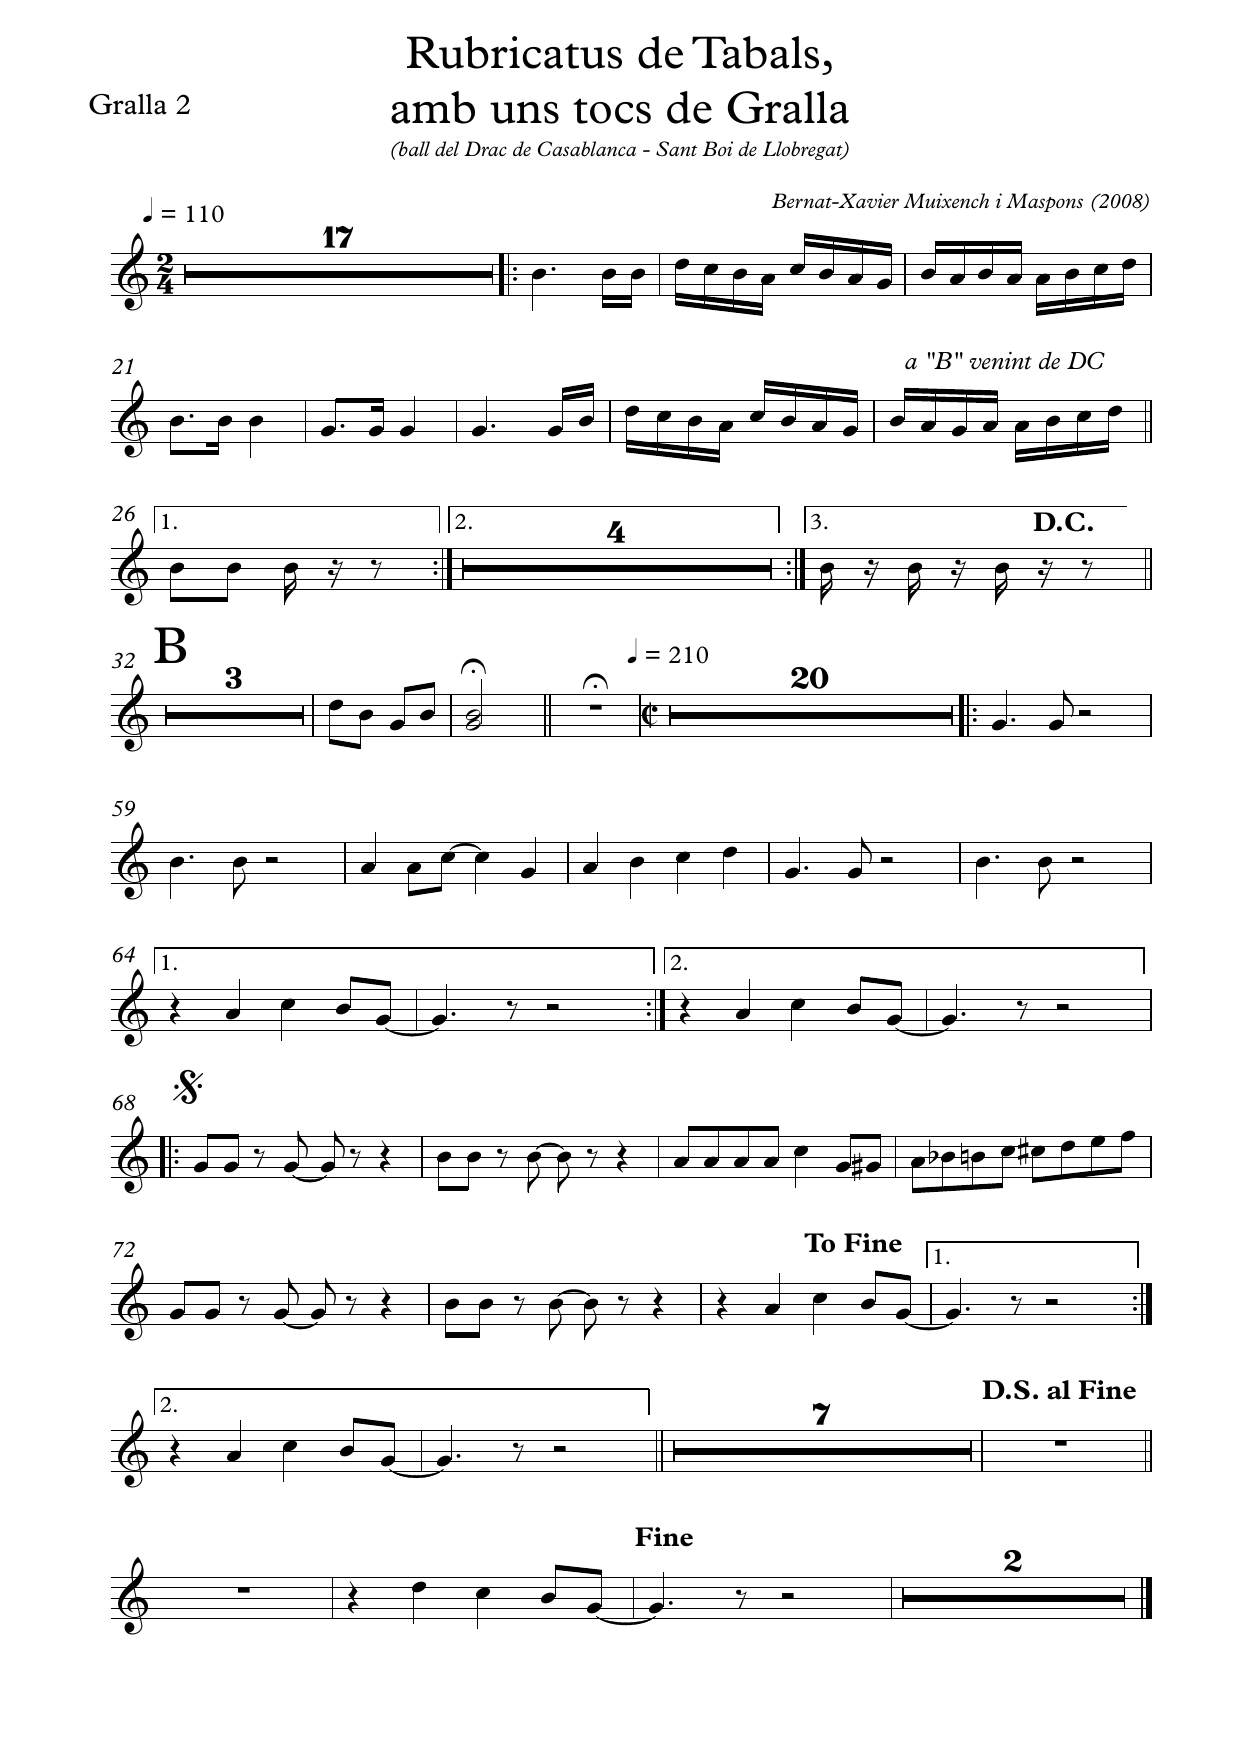 Rubricatus de Tabals,
amb uns tocs de Gralla
Gralla 2
(ball del Drac de Casablanca - Sant Boi de Llobregat)
Bernat-Xavier Muixench i Maspons (2008)
♩ = 110
17
2
4
21
a "B" venint de DC
26
1.
2.
4
3.
D.C.
32
B
3
♩ = 210
20
59
64
1.
2.
68
72
To Fine
1.
2.
7
D.S. al Fine
Fine
2